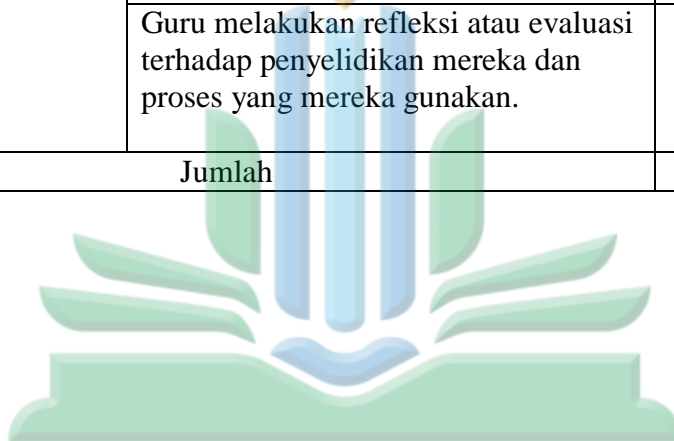 Guru melakukan refleksi atau evaluasi
terhadap penyelidikan mereka dan
proses yang mereka gunakan.
Jumlah